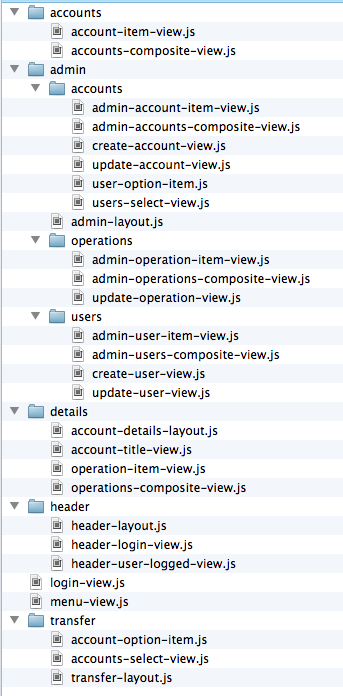 accounts
account-item-view.js
accounts-composite-view.js
admin
accounts
admin-account-item-view.js
admin-accounts-composite-view.js
create-account-view.js
update-account-view.js
user-option-item.js
users-select-view.js
admin-layout.js
operations
admin-operation-item-view.js
admin-operations-composite-view.js
update-operation-view.js
users
admin-user-item-view.js
admin-users-composite-view.js
create-user-view.js
update-user-view.js
details
account-details-layout.js
account-title-view.js
operation-item-view.js
operations-composite-view.js
header
header-layout.js
header-login-view.js
header-user-logged-view.js
login-view.js
menu-view.js
transfer
account-option-item.js
accounts-select-view.js
transfer-layout.js